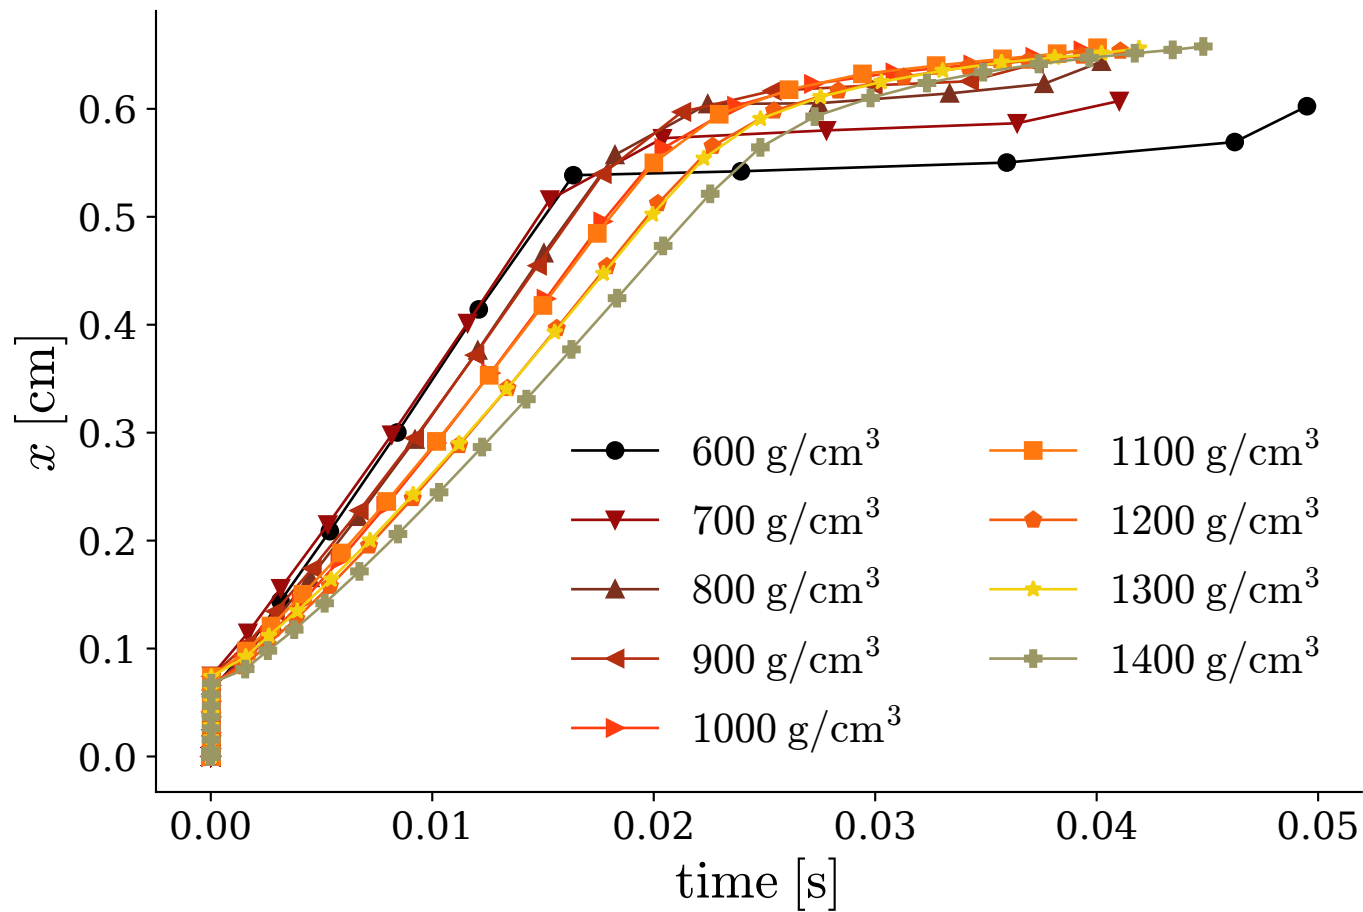 0.6
0.5
0.4
0.3
0.2
0.1
0.0
x [cm]
600 g/cm³
700 g/cm³
800 g/cm³
900 g/cm³
1000 g/cm³
1100 g/cm³
1200 g/cm³
1300 g/cm³
1400 g/cm³
0.00 0.01 0.02 0.03 0.04 0.05
time [s]